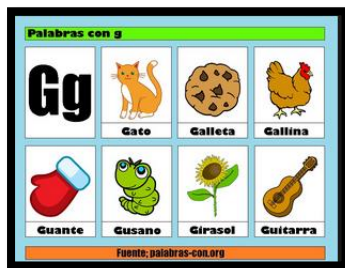 Palabras con g
Gg
Gato
Galleta
Gallina
Guante
Gusano
Girasol
Guitarra
Fuente; palabras-con.org